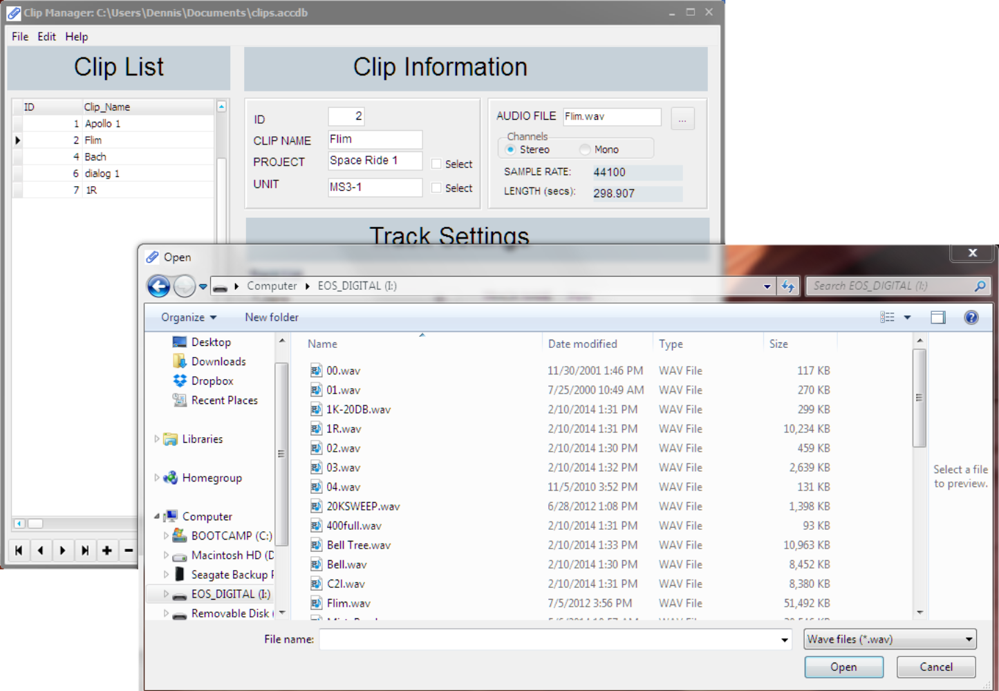 Clip Manager: C:\Users\Dennis\Documents\clips.accdb
File Edit Help
Clip List
Clip Information
ID Clip_Name
1 Apollo 1
2 Flim
4 Bach
6 dialog 1
7 1R
ID 2
CLIP NAME Flim
PROJECT Space Ride 1 Select
UNIT MS3-1 Select
AUDIO FILE Flim.wav ...
Channels
Stereo Mono
SAMPLE RATE: 44100
LENGTH (secs): 298.907
Track Settings
Open
Computer EOS_DIGITAL (I:)
Search EOS_DIGITAL (I:)
Organize New folder
Desktop
Downloads
Dropbox
Recent Places
Libraries
Homegroup
Computer
BOOTCAMP (C:)
Macintosh HD (D
Seagate Backup
EOS_DIGITAL (I:)
Removable Disk (
Name Date modified Type Size
00.wav 11/30/2001 1:46 PM WAV File 117 KB
01.wav 7/25/2000 10:49 AM WAV File 270 KB
1K-20DB.wav 2/10/2014 1:31 PM WAV File 299 KB
1R.wav 2/10/2014 1:31 PM WAV File 10,234 KB
02.wav 2/10/2014 1:30 PM WAV File 459 KB
03.wav 2/10/2014 1:32 PM WAV File 2,639 KB
04.wav 11/5/2010 3:52 PM WAV File 131 KB
20KSWEEP.wav 6/28/2012 1:08 PM WAV File 1,398 KB
400full.wav 2/10/2014 1:31 PM WAV File 93 KB
Bell Tree.wav 2/10/2014 1:33 PM WAV File 10,963 KB
Bell.wav 2/10/2014 1:30 PM WAV File 8,452 KB
C2I.wav 2/10/2014 1:31 PM WAV File 8,380 KB
Flim.wav 7/5/2012 3:56 PM WAV File 51,492 KB
Select a file
to preview.
File name:
Wave files (*.wav)
Open Cancel